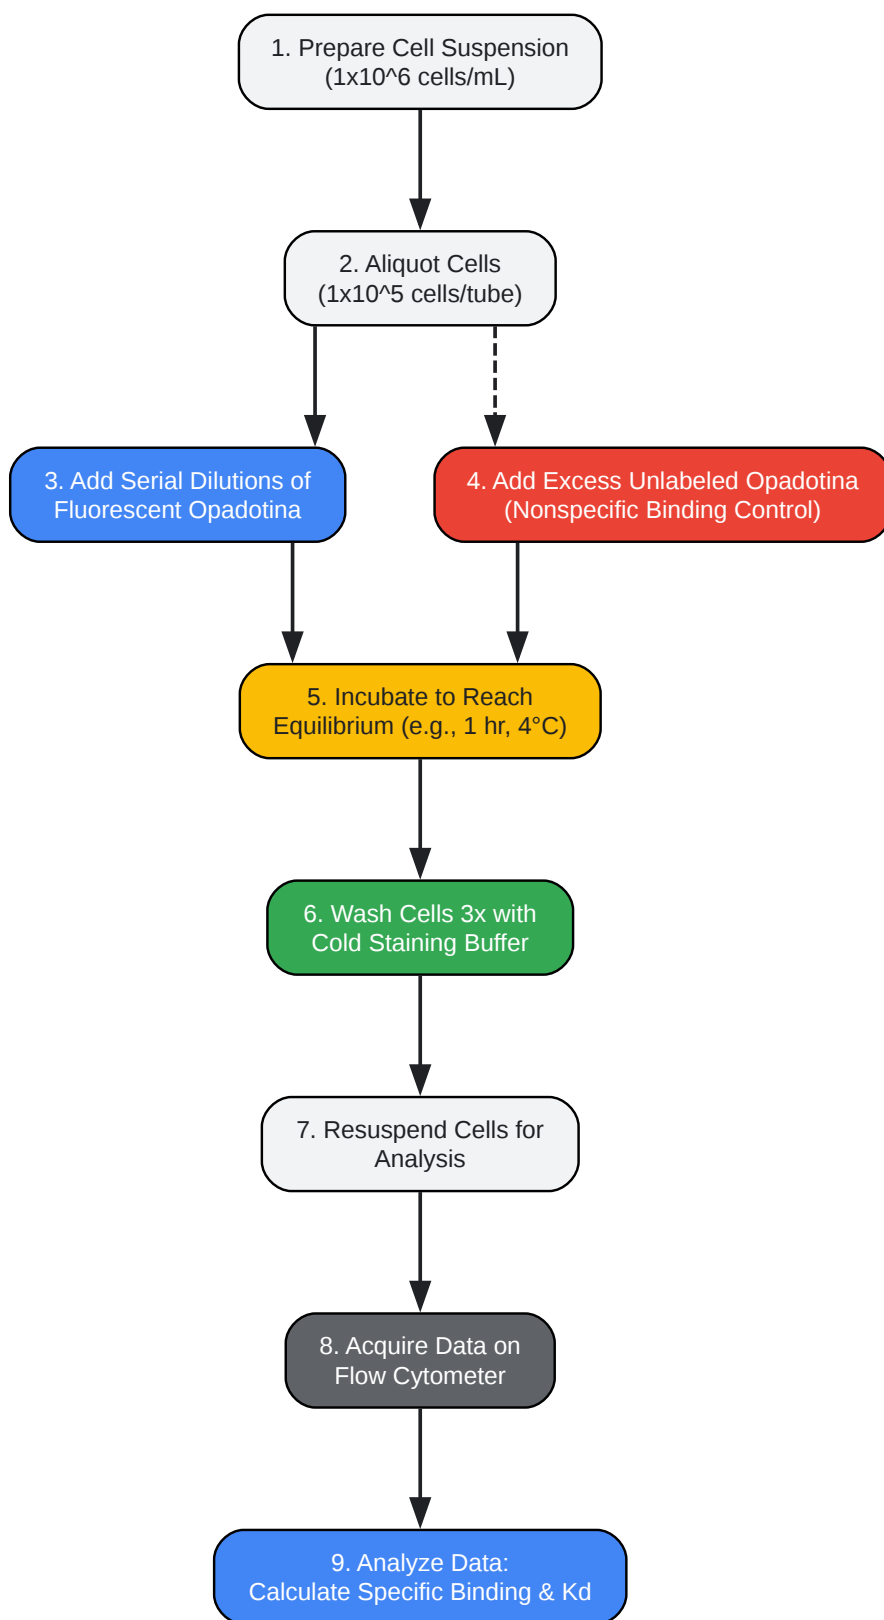 1. Prepare Cell Suspension
(1x10^6 cells/mL)
2. Aliquot Cells
(1x10^5 cells/tube)
3. Add Serial Dilutions of
Fluorescent Opadotina
4. Add Excess Unlabeled Opadotina
(Nonspecific Binding Control)
5. Incubate to Reach
Equilibrium (e.g., 1 hr, 4°C)
6. Wash Cells 3x with
Cold Staining Buffer
7. Resuspend Cells for
Analysis
8. Acquire Data on
Flow Cytometer
9. Analyze Data:
Calculate Specific Binding & Kd